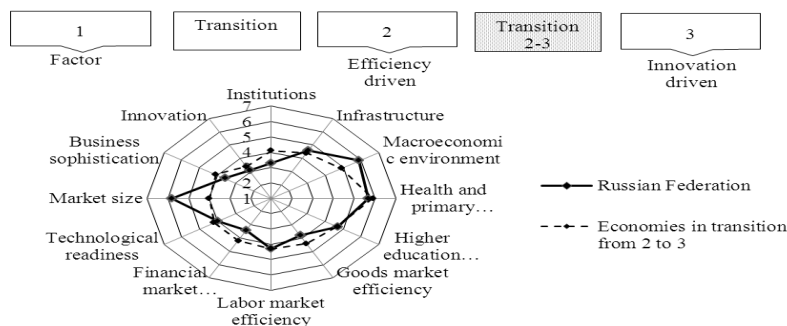 1
Factor
Transition
2
Efficiency
driven
Transition
2-3
3
Innovation
driven
Institutions
Infrastructure
Macroeconomi
c environment
Health and
primary…
Higher
education…
Goods market
efficiency
Labor market
efficiency
Financial
market…
Technological
readiness
Market size
Business
sophistication
Innovation
7
6
5
4
2
1
Russian Federation
Economies in transition
from 2 to 3